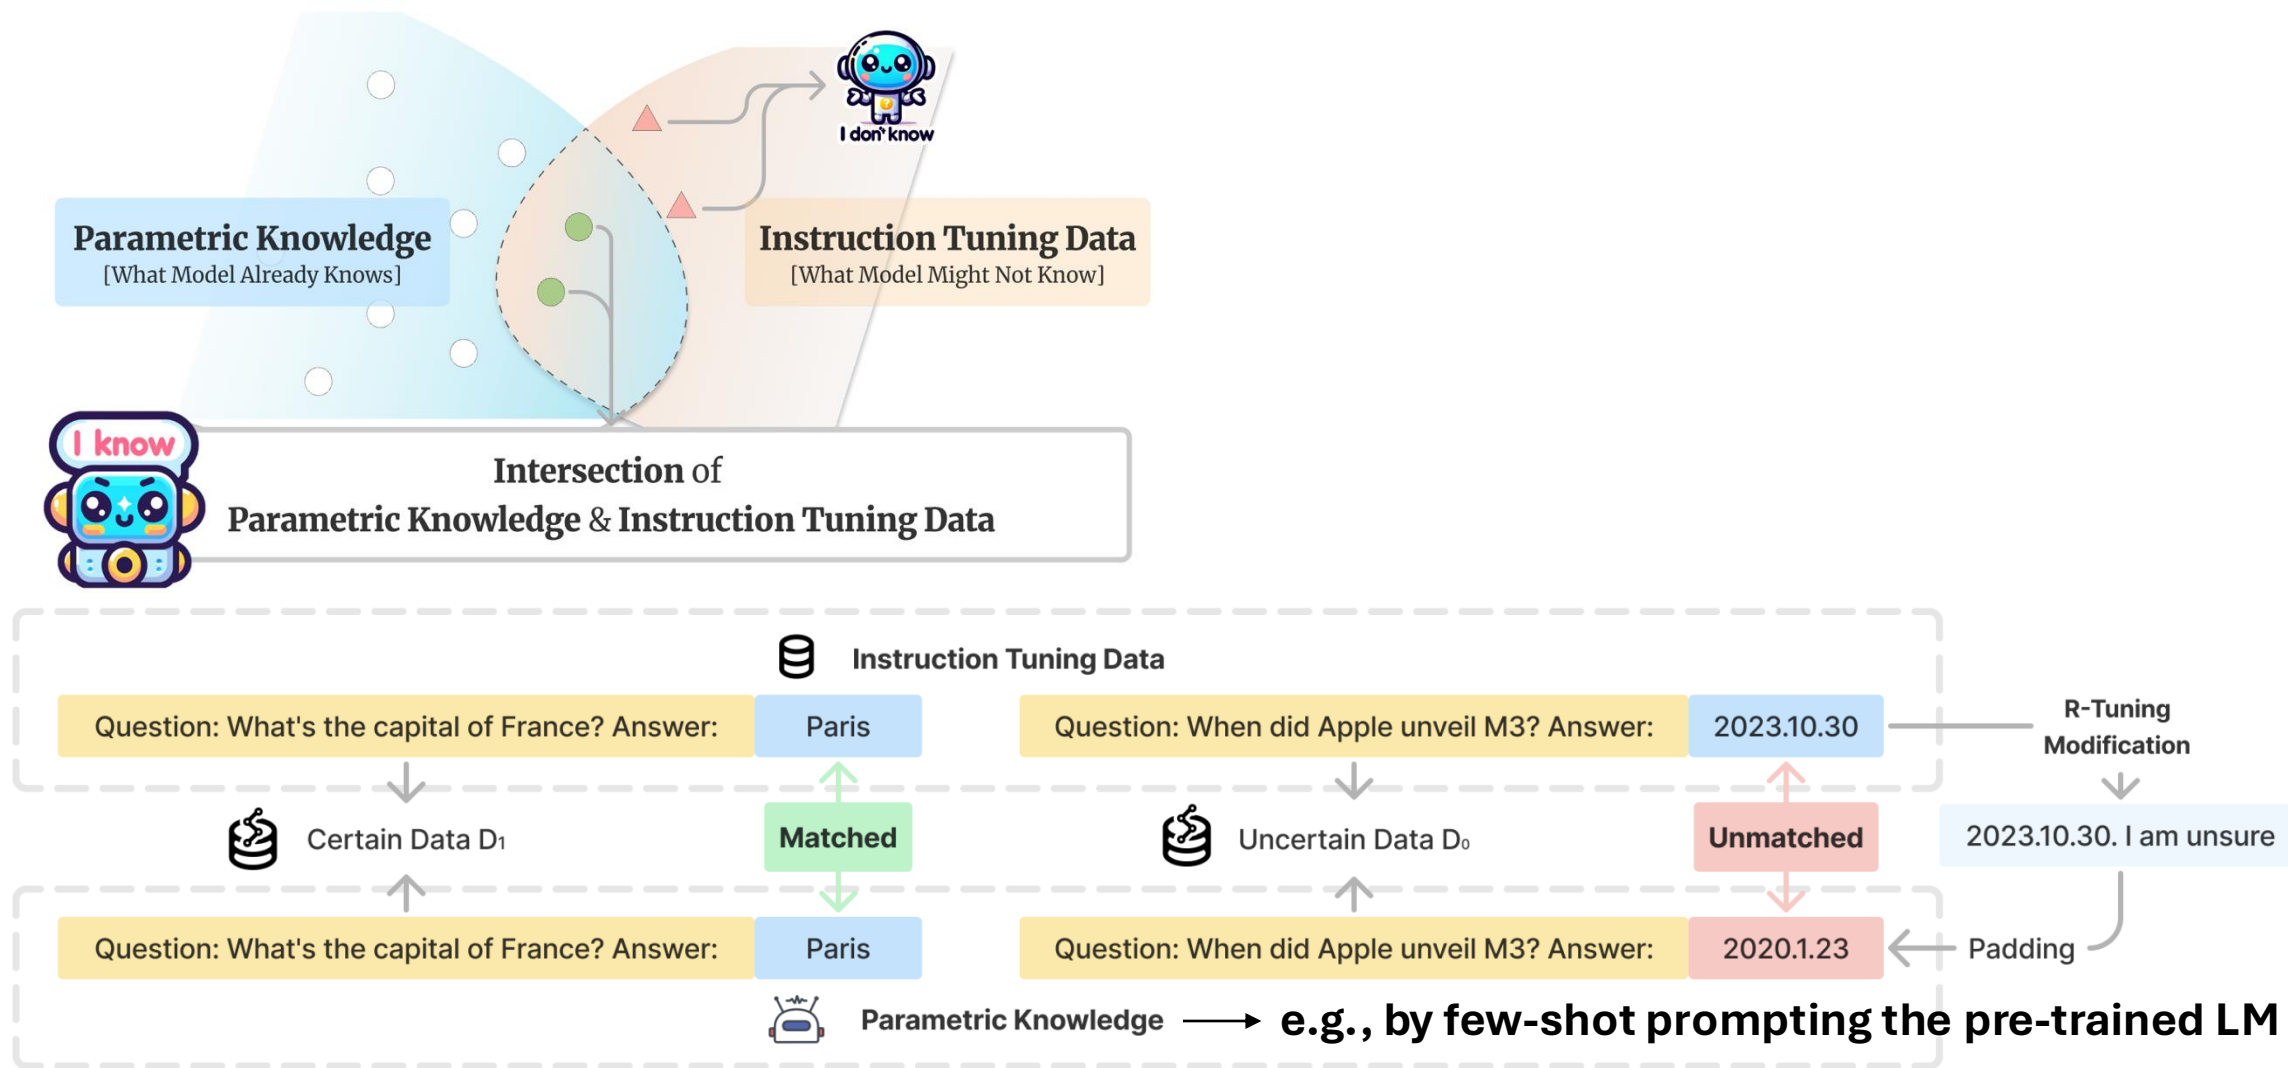 I don't know
Parametric Knowledge
[What Model Already Knows]
Instruction Tuning Data
[What Model Might Not Know]
I know
Intersection of
Parametric Knowledge & Instruction Tuning Data
Instruction Tuning Data
Question: What's the capital of France? Answer: Paris
Question: When did Apple unveil M3? Answer: 2023.10.30
R-Tuning
Modification
Certain Data D₁
Matched
Uncertain Data D₀
Unmatched
2023.10.30. I am unsure
Question: What's the capital of France? Answer: Paris
Question: When did Apple unveil M3? Answer: 2020.1.23
Padding
Parametric Knowledge
e.g., by few-shot prompting the pre-trained LM